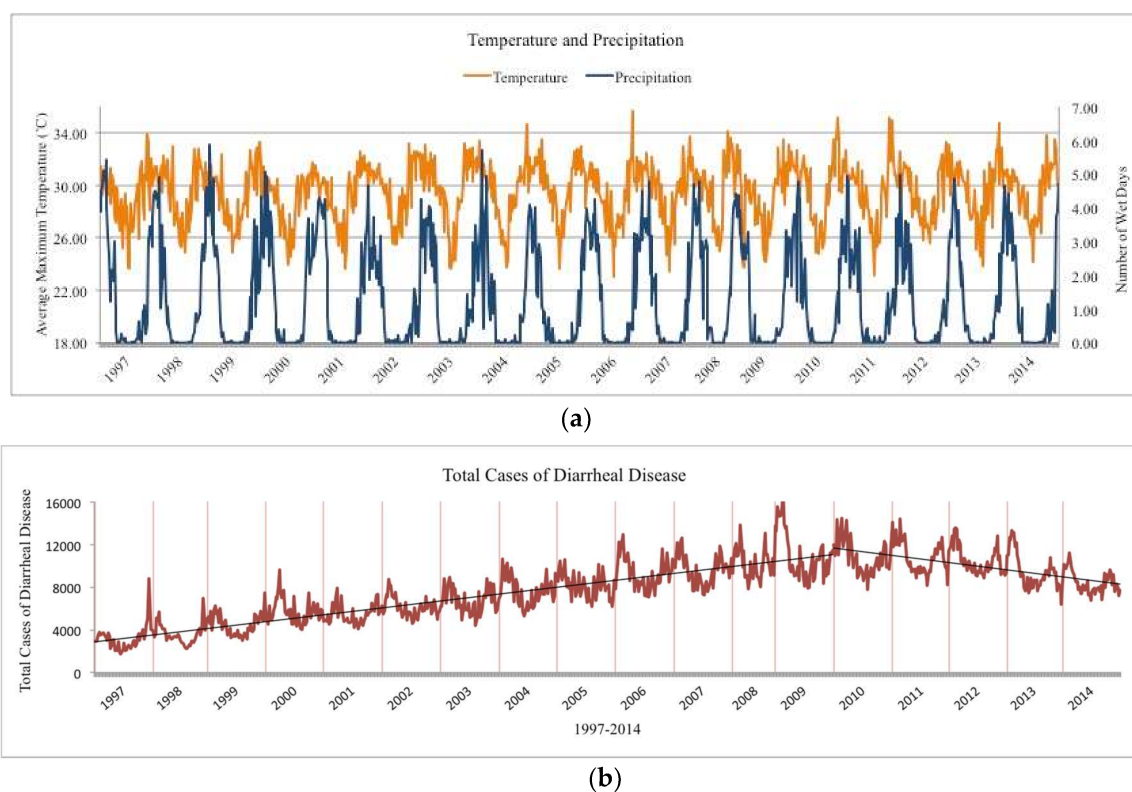 Temperature and Precipitation
Temperature Precipitation
Average Maximum Temperature (˚C)
34.00
30.00
26.00
22.00
18.00
7.00
6.00
5.00
4.00
3.00
2.00
1.00
0.00
Number of Wet Days
1997 1998 1999 2000 2001 2002 2003 2004 2005 2006 2007 2008 2009 2010 2011 2012 2013 2014
(a)
Total Cases of Diarrheal Disease
Total Cases of Diarrheal Disease
16000
12000
8000
4000
0
1997 1998 1999 2000 2001 2002 2003 2004 2005 2006 2007 2008 2009 2010 2011 2012 2013 2014
1997-2014
(b)